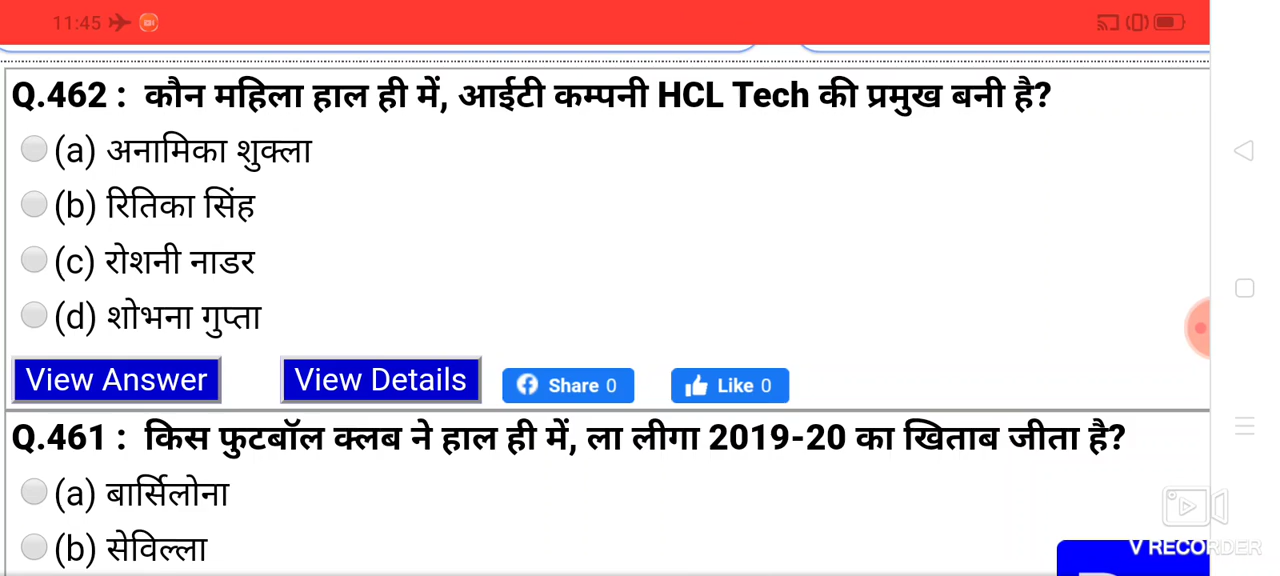 11:45
Q.462 : कौन महिला हाल ही में, आईटी कम्पनी HCL Tech की प्रमुख बनी है?
(a) अनामिका शुक्ला
(b) रितिका सिंह
(c) रोशनी नाडर
(d) शोभना गुप्ता
View Answer View Details Share 0 Like 0
Q.461 : किस फुटबॉल क्लब ने हाल ही में, ला लीगा 2019-20 का खिताब जीता है?
(a) बार्सिलोना
(b) सेविल्ला
V RECORDER